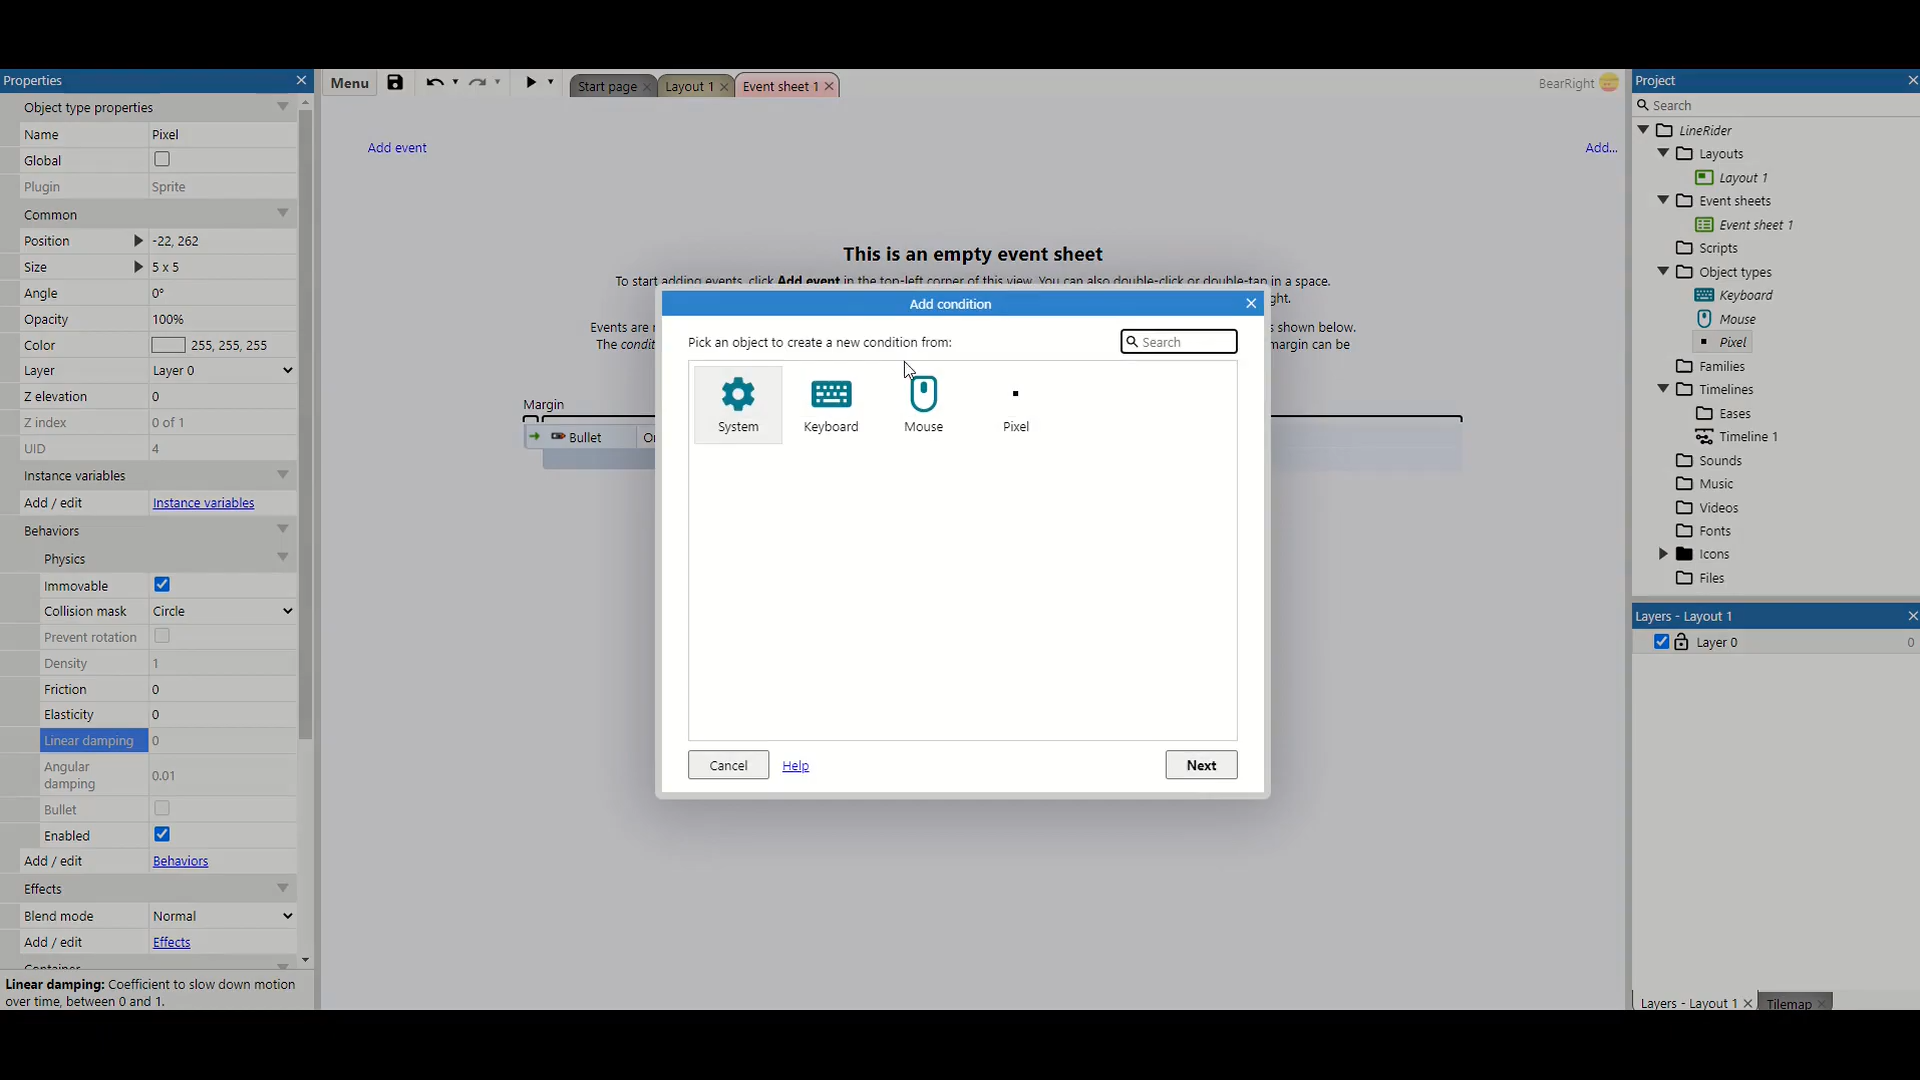 Properties
Menu
Start page
Layout 1
Event sheet 1
BearRight
Project
Object type properties
Name Pixel
Global
Plugin Sprite
Common
Position -22, 262
Size 5 x 5
Angle 0°
Opacity 100%
Color 255, 255, 255
Layer Layer 0
Z elevation 0
Z index 0 of 1
UID 4
Instance variables
Add / edit Instance variables
Behaviors
Physics
Immovable
Collision mask Circle
Prevent rotation
Density 1
Friction 0
Elasticity 0
Linear damping 0
Angular
damping 0.01
Bullet
Enabled
Add / edit Behaviors
Effects
Blend mode Normal
Add / edit Effects
Linear damping: Coefficient to slow down motion
over time, between 0 and 1.
Add event
Add...
This is an empty event sheet
To start adding events, click Add event in the top-left corner of this view. You can also double-click or double-tap in a space.
Events are
shown below.
The
margin can be
Margin
Bullet
Add condition
Pick an object to create a new condition from:
Search
System
Keyboard
Mouse
Pixel
Cancel
Help
Next
Search
LineRider
Layouts
Layout 1
Event sheets
Event sheet 1
Scripts
Object types
Keyboard
Mouse
Pixel
Families
Timelines
Eases
Timeline 1
Sounds
Music
Videos
Fonts
Icons
Files
Layers - Layout 1
Layer 0 0
Layers - Layout 1
Tilemap